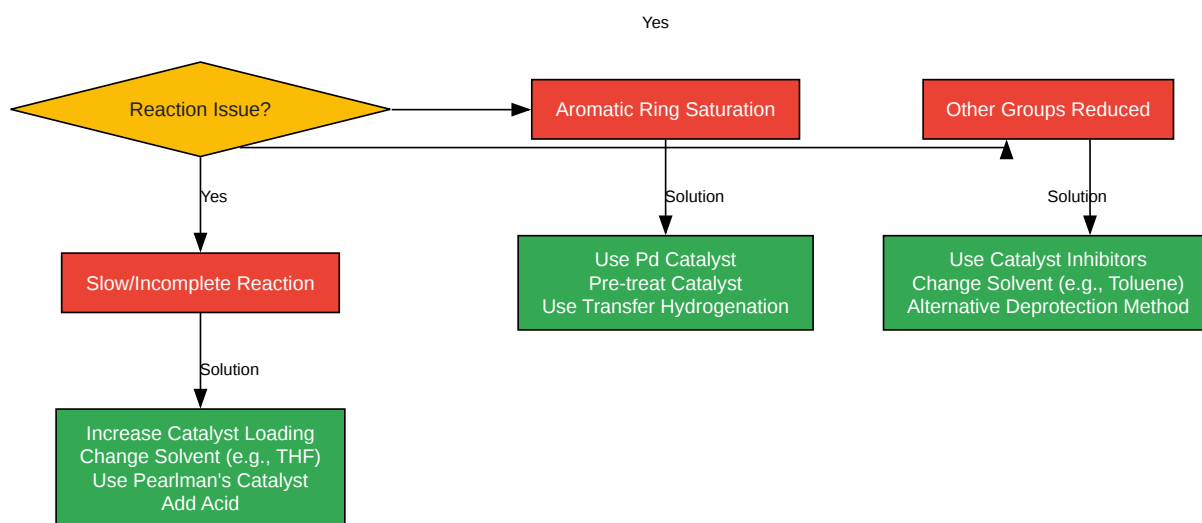 Yes
Reaction Issue?
Aromatic Ring Saturation
Other Groups Reduced
Yes
Solution
Solution
Slow/Incomplete Reaction
Use Pd Catalyst
Pre-treat Catalyst
Use Transfer Hydrogenation
Use Catalyst Inhibitors
Change Solvent (e.g., Toluene)
Alternative Deprotection Method
Solution
Increase Catalyst Loading
Change Solvent (e.g., THF)
Use Pearlman's Catalyst
Add Acid